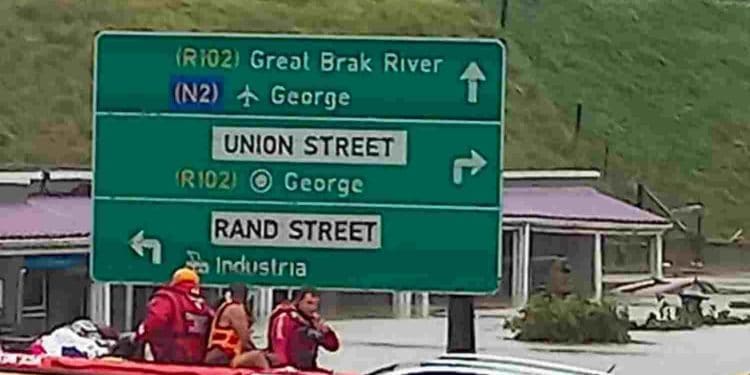 (R102) Great Brak River
(N2) George
UNION STREET
(R102) George
RAND STREET
Industria